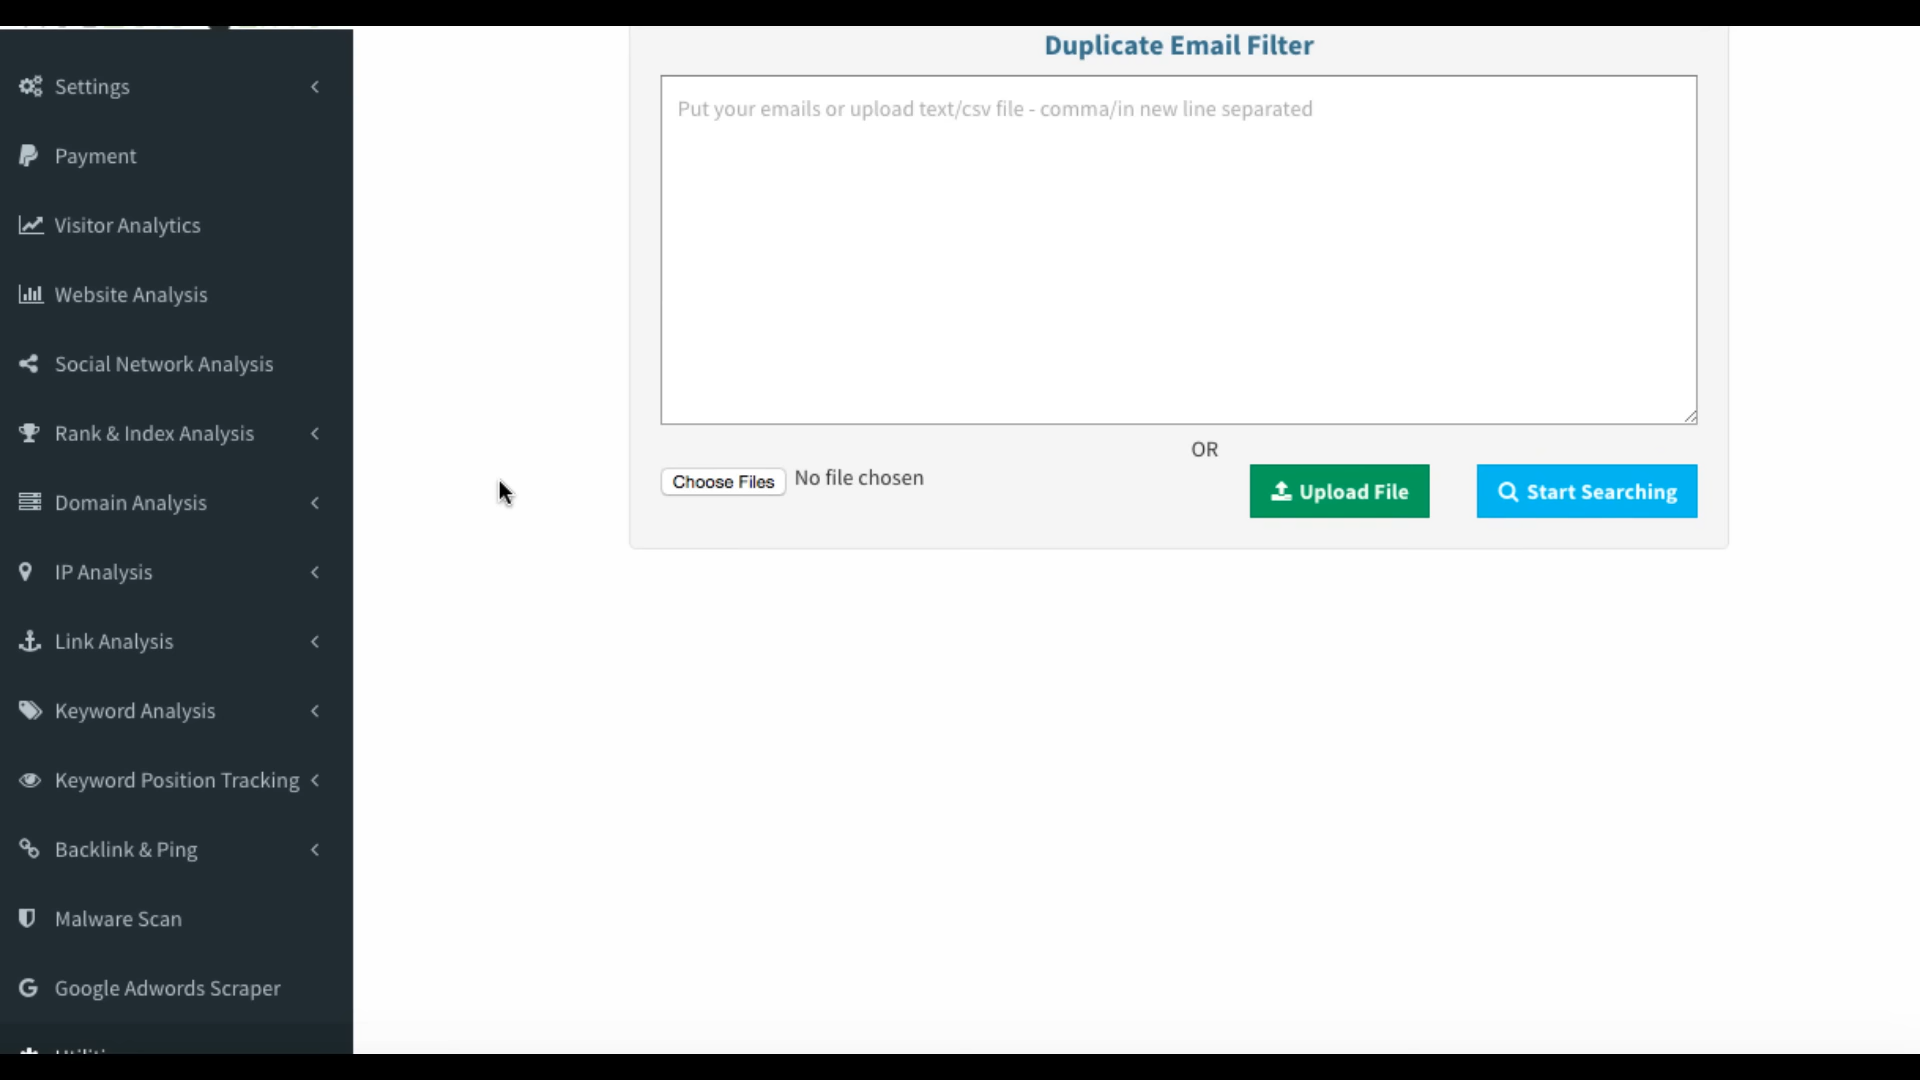 Settings
Payment
Visitor Analytics
Website Analysis
Social Network Analysis
Rank & Index Analysis
Domain Analysis
IP Analysis
Link Analysis
Keyword Analysis
Keyword Position Tracking
Backlink & Ping
Malware Scan
Google Adwords Scraper
Duplicate Email Filter
Put your emails or upload text/csv file - comma/in new line separated
OR
Choose Files No file chosen
Upload File
Start Searching